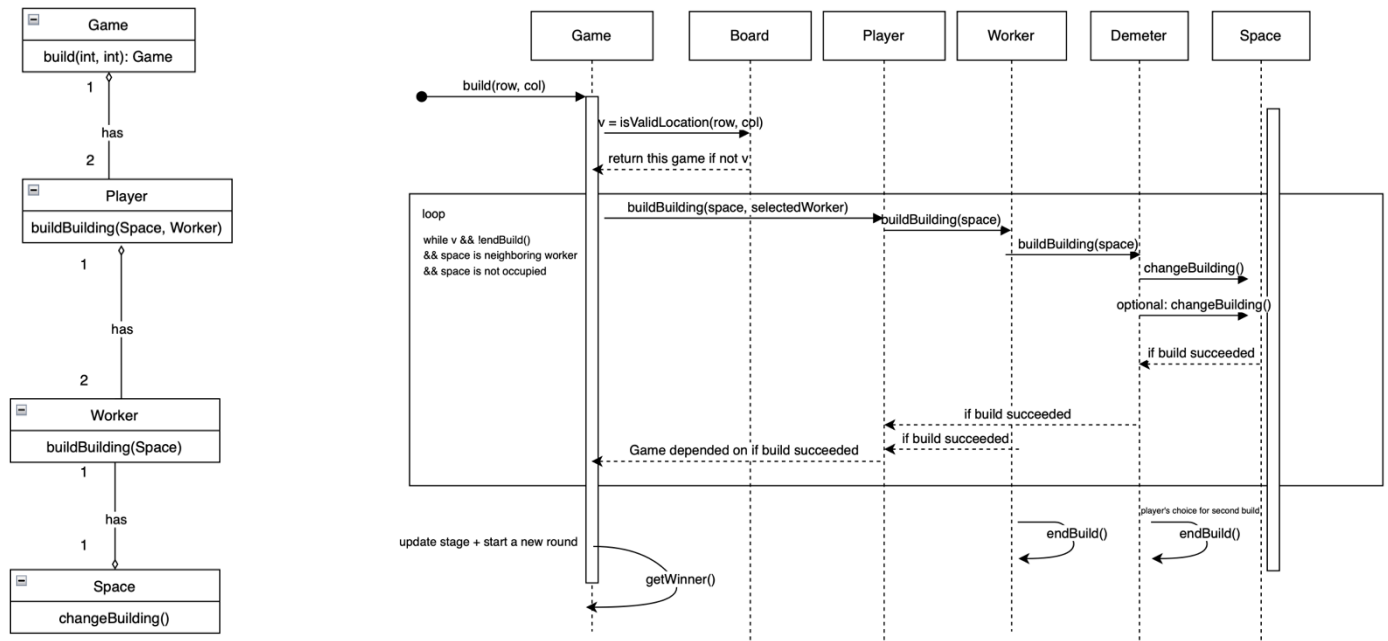 Game
build(int, int): Game
1
has
2
Player
buildBuilding(Space, Worker)
1
has
2
Worker
buildBuilding(Space)
1
has
1
Space
changeBuilding()
Game
Board
Player
Worker
Demeter
Space
build(row, col)
v = isValidLocation(row, col)
return this game if not v
loop
while v && !endBuild()
&& space is neighboring worker
&& space is not occupied
buildBuilding(space, selectedWorker)
buildBuilding(space)
buildBuilding(space)
changeBuilding()
optional: changeBuilding()
if build succeeded
if build succeeded
if build succeeded
Game depended on if build succeeded
player's choice for second build
endBuild()
endBuild()
update stage + start a new round
getWinner()